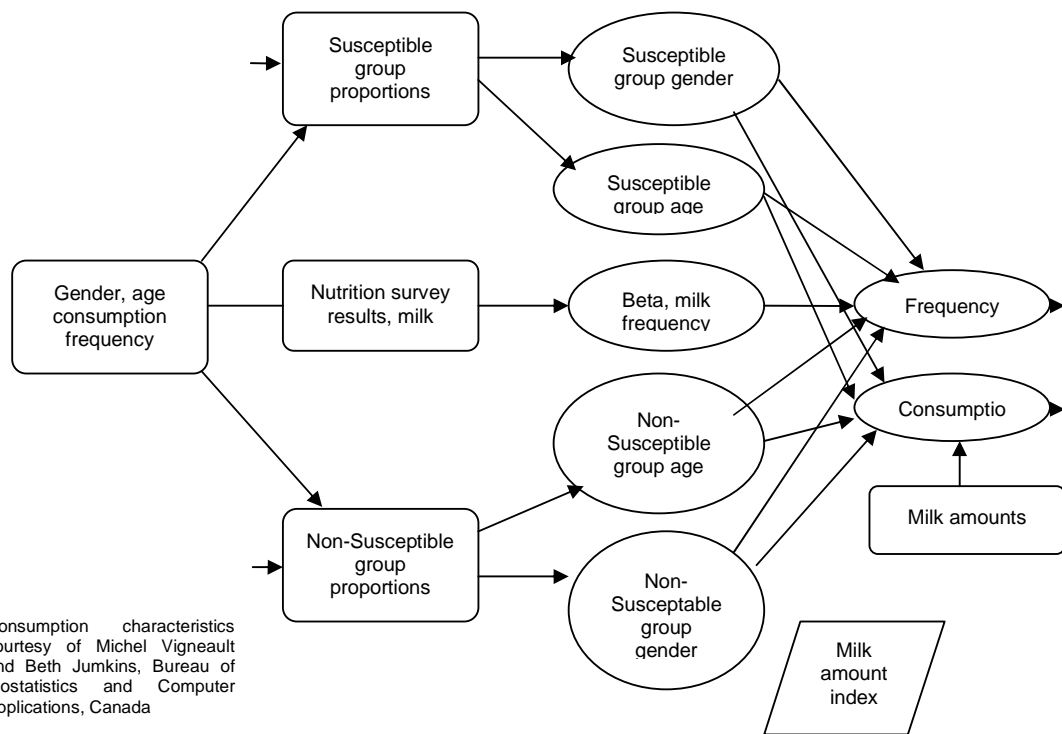 Susceptible
group
proportions
Susceptible
group gender
Susceptible
group age
Gender, age
consumption
frequency
Nutrition survey
results, milk
Beta, milk
frequency
Frequency
Non-
Susceptible
group age
Consumptio
Milk amounts
Non-Susceptible
group
proportions
Non-
Susceptable
group
gender
Milk
amount
index
onsumption characteristics
ourtesy of Michel Vigneault
nd Beth Jumkins, Bureau of
ostatistics and Computer
pplications, Canada